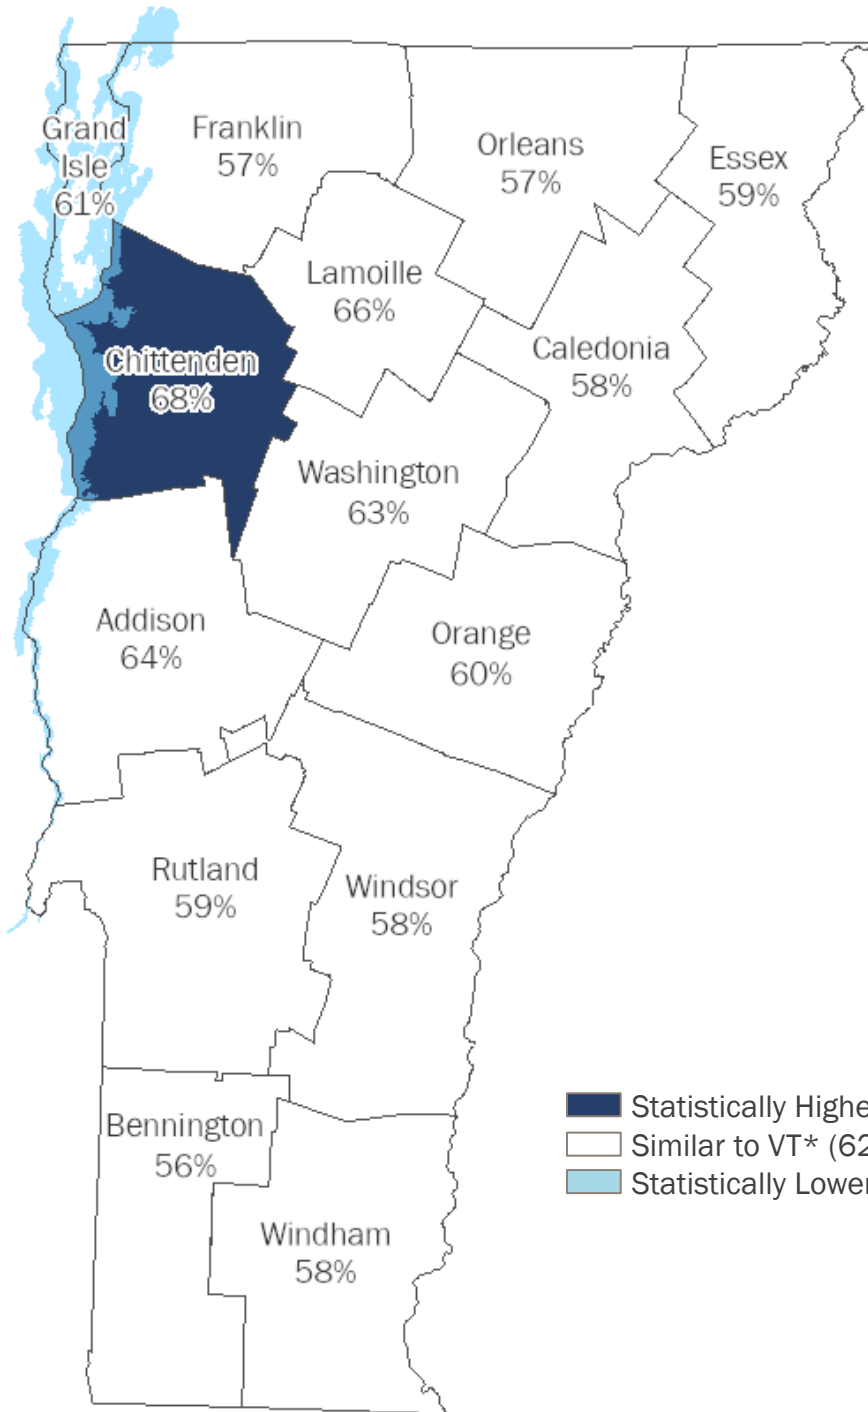 Grand
Isle
61%
Franklin
57%
Orleans
57%
Essex
59%
Lamoille
66%
Chittenden
68%
Caledonia
58%
Washington
63%
Addison
64%
Orange
60%
Rutland
59%
Windsor
58%
Bennington
56%
Windham
58%
Statistically Highe
Similar to VT* (62
Statistically Lower